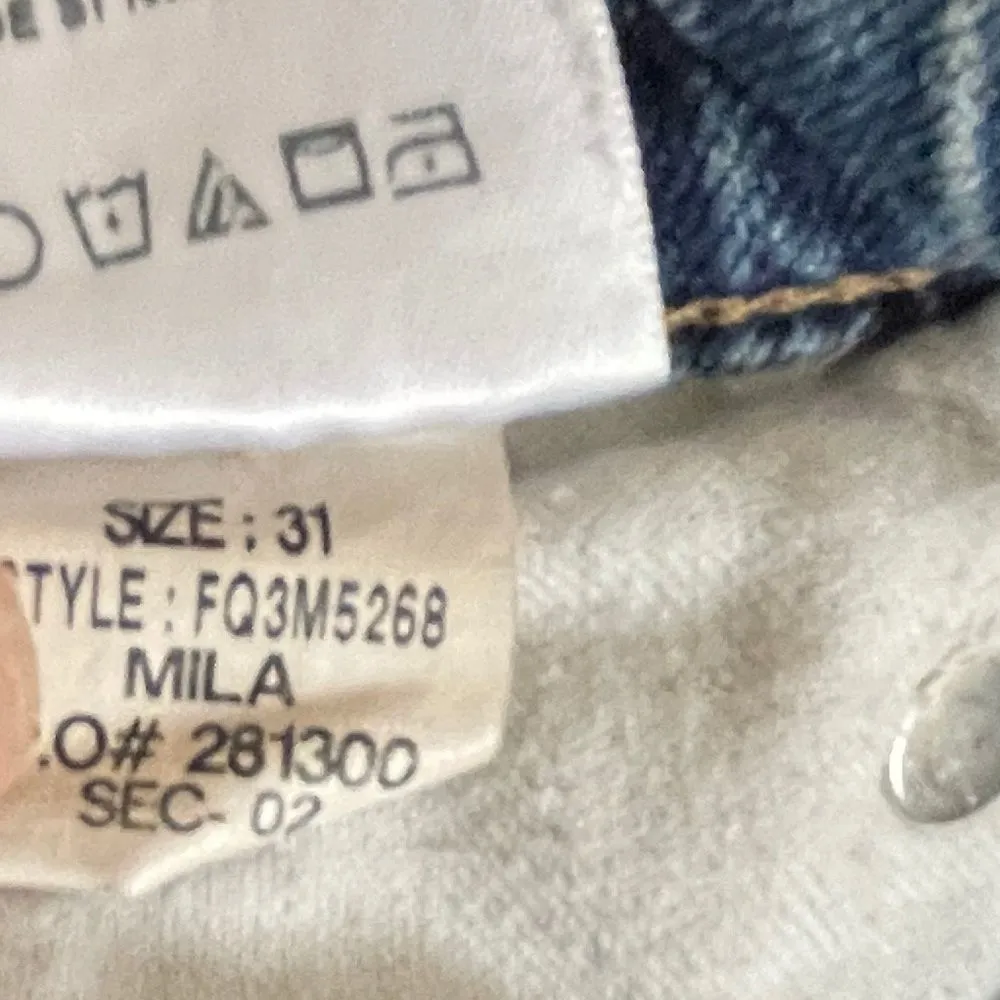 SIZE : 31
TYLE : FQ3M5268
MILA
.O# 281300
SEC- 02